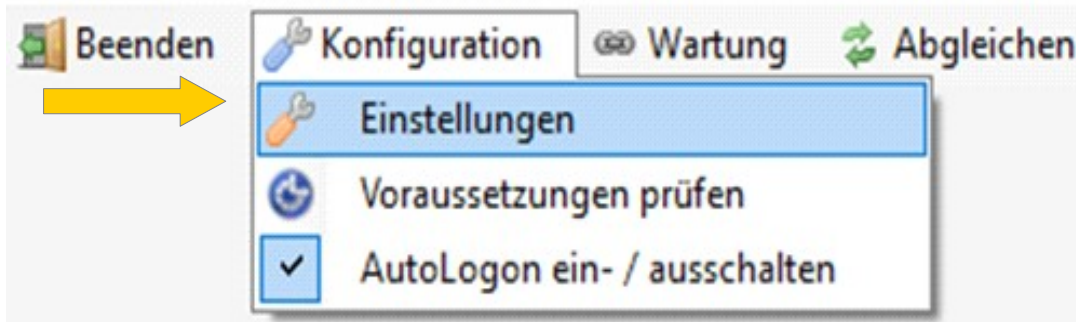 Beenden Konfiguration Wartung Abgleichen
Einstellungen
Voraussetzungen prüfen
AutoLogon ein- / ausschalten